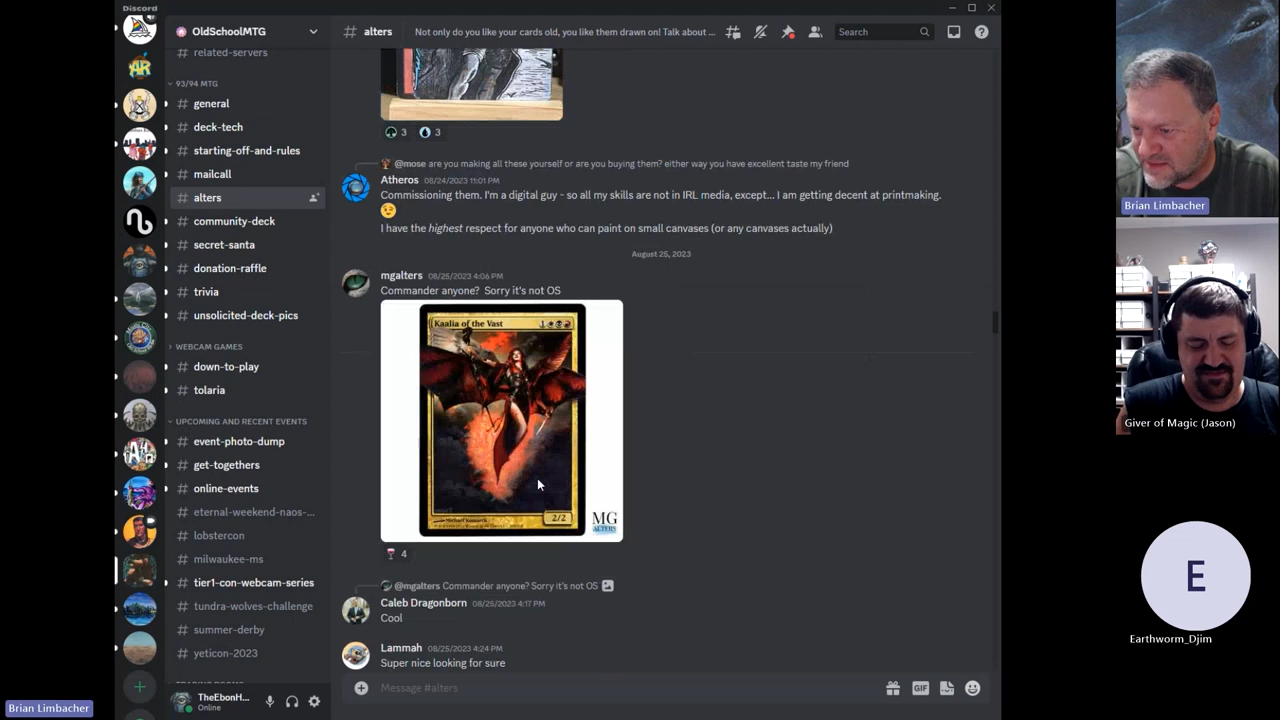 Discord
OldSchoolMTG
# alters
Not only do you like your cards old, you like them drawn on! Talk about ...
Search
related-servers
93/94 MTG
# general
# deck-tech
# starting-off-and-rules
# mailcall
# alters
# community-deck
# secret-santa
# donation-raffle
# trivia
# unsolicited-deck-pics
WEBCAM GAMES
# down-to-play
# tolaria
UPCOMING AND RECENT EVENTS
# event-photo-dump
# get-togethers
# online-events
# eternal-weekend-naos-...
# lobstercon
# milwaukee-ms
# tier1-con-webcam-series
# tundra-wolves-challenge
# summer-derby
# yeticon-2023
TheEbonH...
Online
3
3
@mose are you making all these yourself or are you buying them? either way you have excellent taste my friend
Atheros 08/24/2023 11:01 PM
Commissioning them. I'm a digital guy - so all my skills are not in IRL media, except... I am getting decent at printmaking.
I have the highest respect for anyone who can paint on small canvases (or any canvases actually)
August 25, 2023
mgalters 08/25/2023 4:06 PM
Commander anyone? Sorry it's not OS
Kaalia of the Vast
1
Michael Komarck
2/2
MG
ALTERS
4
@mgalters Commander anyone? Sorry it's not OS
Caleb Dragonborn 08/25/2023 4:17 PM
Cool
Lammah 08/25/2023 4:24 PM
Super nice looking for sure
Message #alters
GIF
Brian Limbacher
Giver of Magic (Jason)
E
Earthworm_Djim
Brian Limbacher